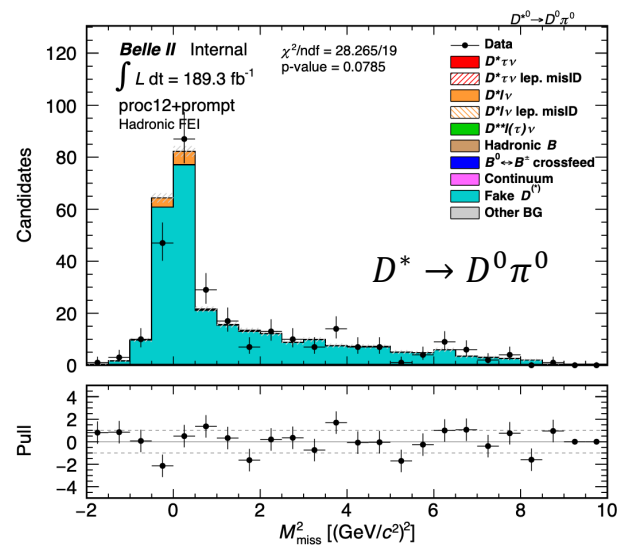 D*⁰→D⁰π⁰
Belle II Internal
∫ L dt = 189.3 fb⁻¹
proc12+prompt
Hadronic FEI
χ²/ndf = 28.265/19
p-value = 0.0785
Data
D*τν
D*τν lep. misID
D*lν
D*lν lep. misID
D**l(τ)ν
Hadronic B
B⁰↔B± crossfeed
Continuum
Fake D⁽*⁾
Other BG
D* → D⁰π⁰
Candidates
120
100
80
60
40
20
0
Pull
4
2
0
−2
−4
−2 0 2 4 6 8 10
M²miss [(GeV/c²)²]